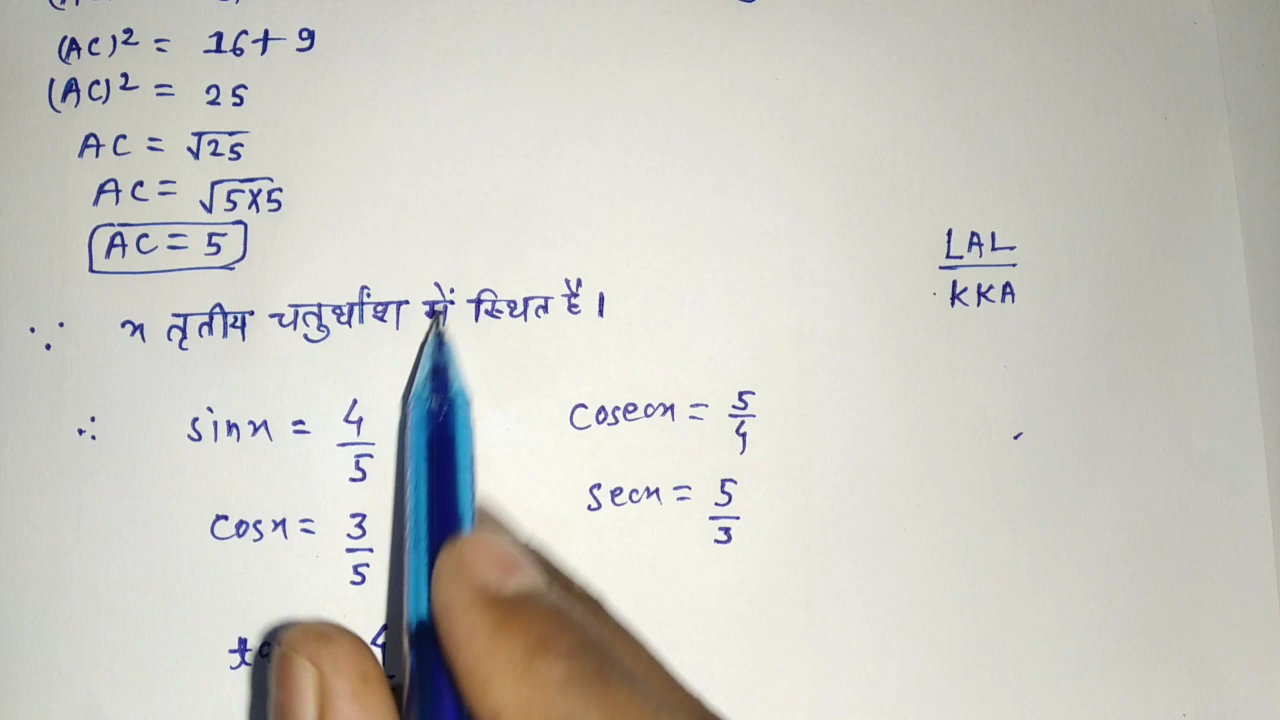 (AC)² = 16+9
(AC)² = 25
AC = √25
AC = √5×5
AC = 5
LAL
KKA
∵ x तृतीय चतुर्थांश में स्थित है।
∴ sinx = 4/5
cosecx = 5/4
secx = 5/3
cosx = 3/5